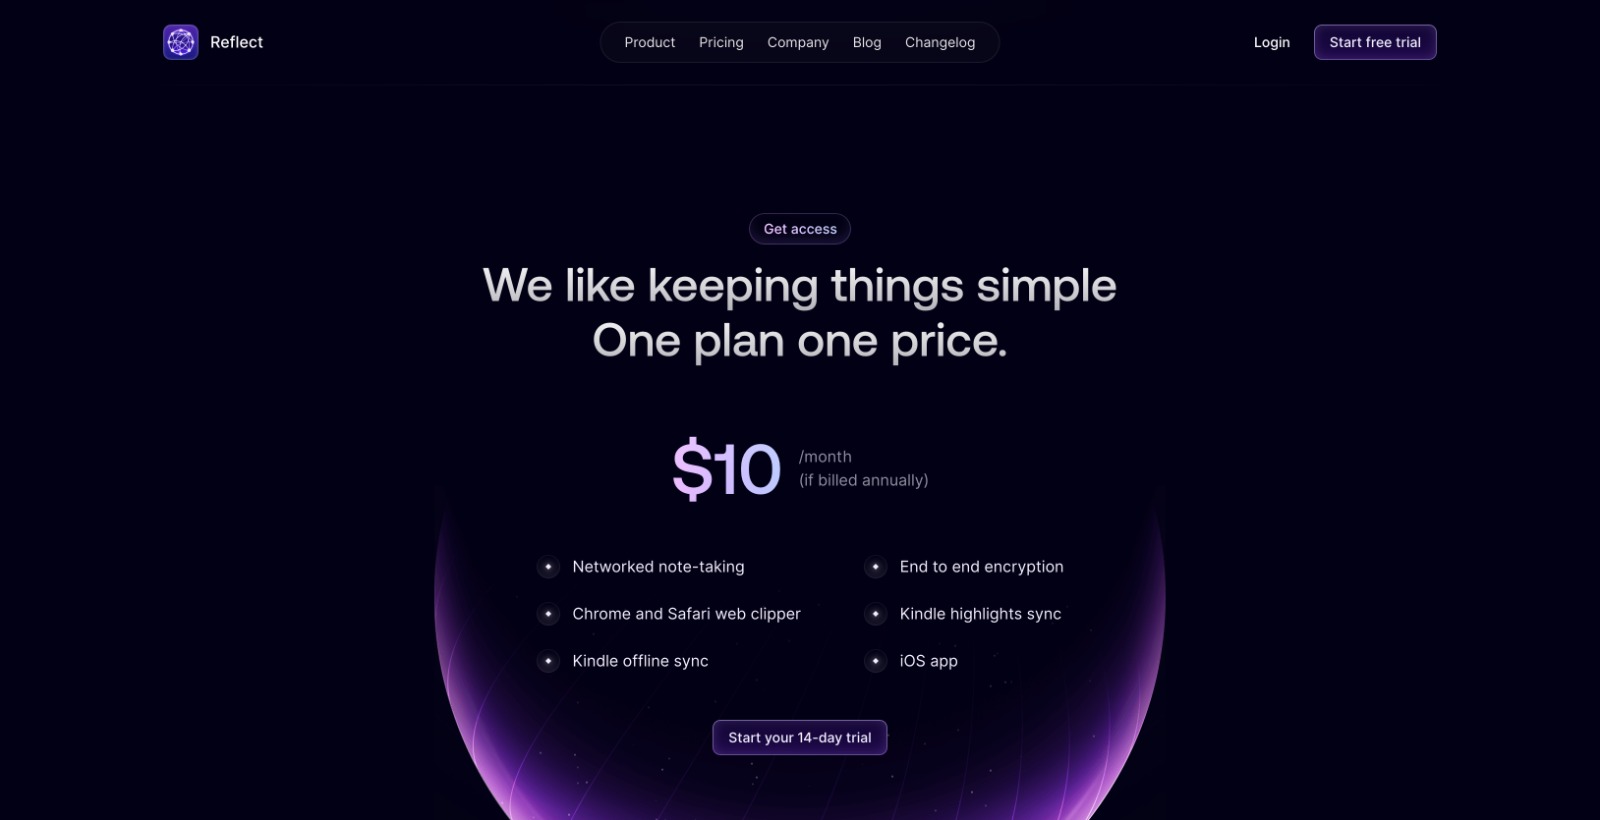 Reflect
Product Pricing Company Blog Changelog
Login
Start free trial
Get access
We like keeping things simple
One plan one price.
$10
/month
(if billed annually)
Networked note-taking
End to end encryption
Chrome and Safari web clipper
Kindle highlights sync
Kindle offline sync
iOS app
Start your 14-day trial